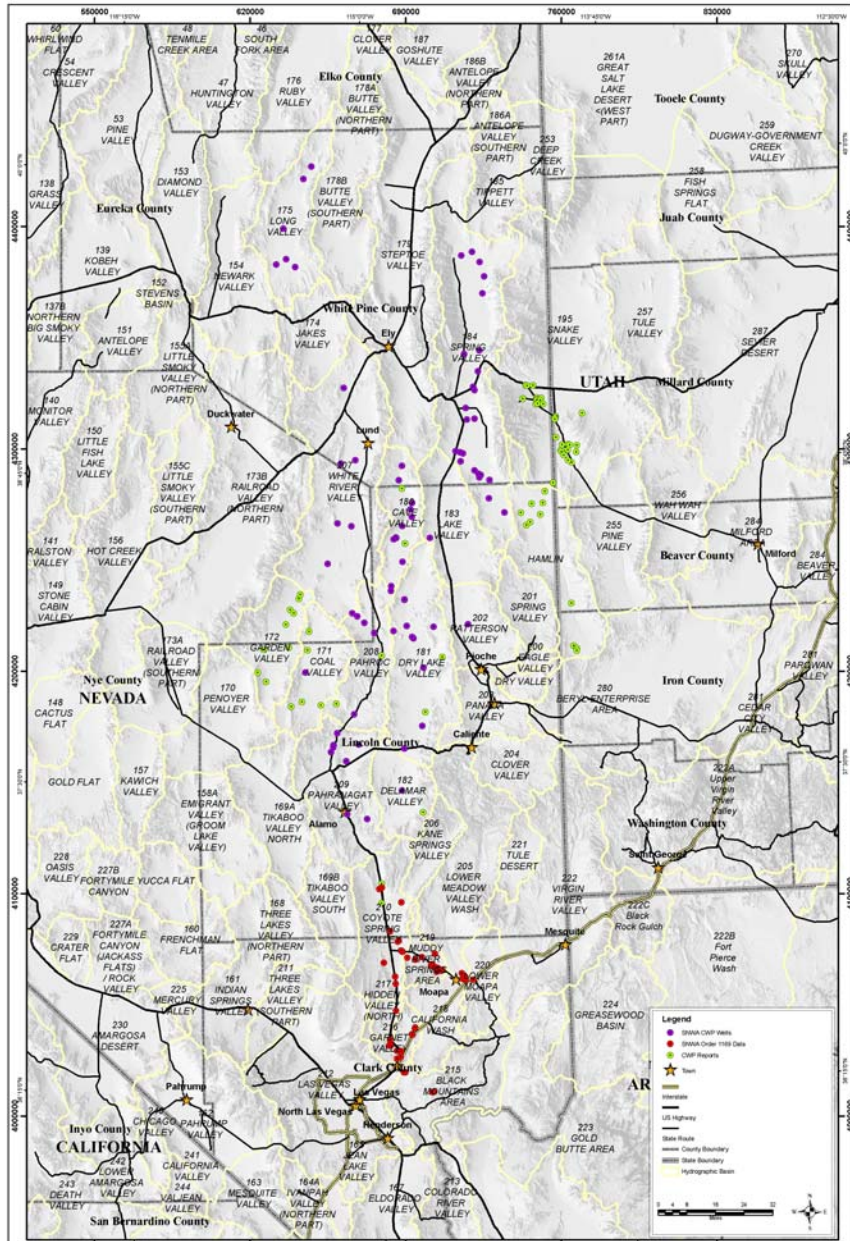 550000
620000
690000
760000
830000
60
WHIRLWIND
FLAT
48
TENMILE
CREEK AREA
46
SOUTH
FORK AREA
CLOVER
VALLEY
187
GOSHUTE
VALLEY
270
SKULL
VALLEY
54
CRESCENT
VALLEY
47
HUNTINGTON
VALLEY
176
RUBY
VALLEY
Elko County
178A
BUTTE
VALLEY
(NORTHERN
PART)
186B
ANTELOPE
VALLEY
(NORTHERN
PART)
261A
GREAT
SALT
LAKE
DESERT
<(WEST
PART)
Tooele County
53
PINE
VALLEY
186A
ANTELOPE
VALLEY
(SOUTHERN
PART)
253
DEEP
CREEK
VALLEY
259
DUGWAY-GOVERNMENT
CREEK
VALLEY
138
GRASS
VALLEY
153
DIAMOND
VALLEY
178B
BUTTE
VALLEY
(SOUTHERN
PART)
185
TIPPETT
VALLEY
258
FISH
SPRINGS
FLAT
Eureka County
175
LONG
VALLEY
Juab County
4400000
139
KOBEH
VALLEY
154
NEWARK
VALLEY
179
STEPTOE
VALLEY
152
STEVENS
BASIN
137B
NORTHERN
BIG SMOKY
VALLEY
151
ANTELOPE
VALLEY
White Pine County
174
JAKES
VALLEY
Ely
184
SPRING
VALLEY
195
SNAKE
VALLEY
257
TULE
VALLEY
287
SEVIER
DESERT
155A
LITTLE
SMOKY
VALLEY
(NORTHERN
PART)
UTAH
Millard County
140
MONITOR
VALLEY
Duckwater
Lund
150
LITTLE
FISH
LAKE
VALLEY
4300000
155C
LITTLE
SMOKY
VALLEY
(SOUTHERN
PART)
173B
RAILROAD
VALLEY
(NORTHERN
PART)
207
WHITE
RIVER
VALLEY
180
CAVE
VALLEY
183
LAKE
VALLEY
256
WAH WAH
VALLEY
255
PINE
VALLEY
284
MILFORD
AREA
Milford
141
RALSTON
VALLEY
156
HOT CREEK
VALLEY
HAMLIN
Beaver County
284
BEAVER
VALLEY
149
STONE
CABIN
VALLEY
201
SPRING
VALLEY
202
PATTERSON
VALLEY
173A
RAILROAD
VALLEY
(SOUTHERN
PART)
172
GARDEN
VALLEY
171
COAL
VALLEY
208
PAHROC
VALLEY
181
DRY LAKE
VALLEY
Pioche
200
EAGLE
VALLEY
DRY VALLEY
4200000
Nye County
NEVADA
170
PENOYER
VALLEY
Iron County
281
PAROWAN
VALLEY
148
CACTUS
FLAT
PANACA
VALLEY
280
BERYL-ENTERPRISE
AREA
281
CEDAR
CITY
VALLEY
Lincoln County
Caliente
204
CLOVER
VALLEY
GOLD FLAT
157
KAWICH
VALLEY
158A
EMIGRANT
VALLEY
(GROOM
LAKE
VALLEY)
169A
TIKABOO
VALLEY
NORTH
209
PAHRANAGAT
VALLEY
Alamo
182
DELAMAR
VALLEY
206
KANE
SPRINGS
VALLEY
222A
Upper
Virgin
River
Valley
Washington County
221
TULE
DESERT
Saint George
228
OASIS
VALLEY
227B
FORTYMILE
CANYON
YUCCA FLAT
169B
TIKABOO
VALLEY
SOUTH
205
LOWER
MEADOW
VALLEY
WASH
222
VIRGIN
RIVER
VALLEY
4100000
168
THREE
LAKES
VALLEY
(NORTHERN
PART)
210
COYOTE
SPRING
VALLEY
222C
Black
Rock Gulch
229
CRATER
FLAT
227A
FORTYMILE
CANYON
(JACKASS
FLATS)
/ ROCK
VALLEY
160
FRENCHMAN
FLAT
219
MUDDY
RIVER
SPRINGS
AREA
Mesquite
222B
Fort
Pierce
Wash
161
INDIAN
SPRINGS
VALLEY
211
THREE
LAKES
VALLEY
(SOUTHERN
PART)
217
HIDDEN
VALLEY
(NORTH)
Moapa
220
LOWER
MOAPA
VALLEY
225
MERCURY
VALLEY
218
CALIFORNIA
WASH
224
GREASEWOOD
BASIN
230
AMARGOSA
DESERT
216
GARNET
VALLEY
Clark County
215
BLACK
MOUNTAINS
AREA
212
LAS VEGAS
VALLEY
Las Vegas
North Las Vegas
Henderson
Pahrump
4000000
Inyo County
CALIFORNIA
240
CHICAGO
VALLEY
162
PAHRUMP
VALLEY
223
GOLD
BUTTE AREA
242
LOWER
AMARGOSA
VALLEY
241
CALIFORNIA
VALLEY
JEAN
LAKE
VALLEY
243
DEATH
VALLEY
244
VALJEAN
VALLEY
163
MESQUITE
VALLEY
164A
IVANPAH
VALLEY
(NORTHERN
PART)
167
ELDORADO
VALLEY
213
COLORADO
RIVER
VALLEY
San Bernardino County
Legend
SNWA CWP Wells
SNWA Order 1169 Data
CWP Reports
Town
Interstate
US Highway
State Route
County Boundary
State Boundary
Hydrographic Basin
Miles